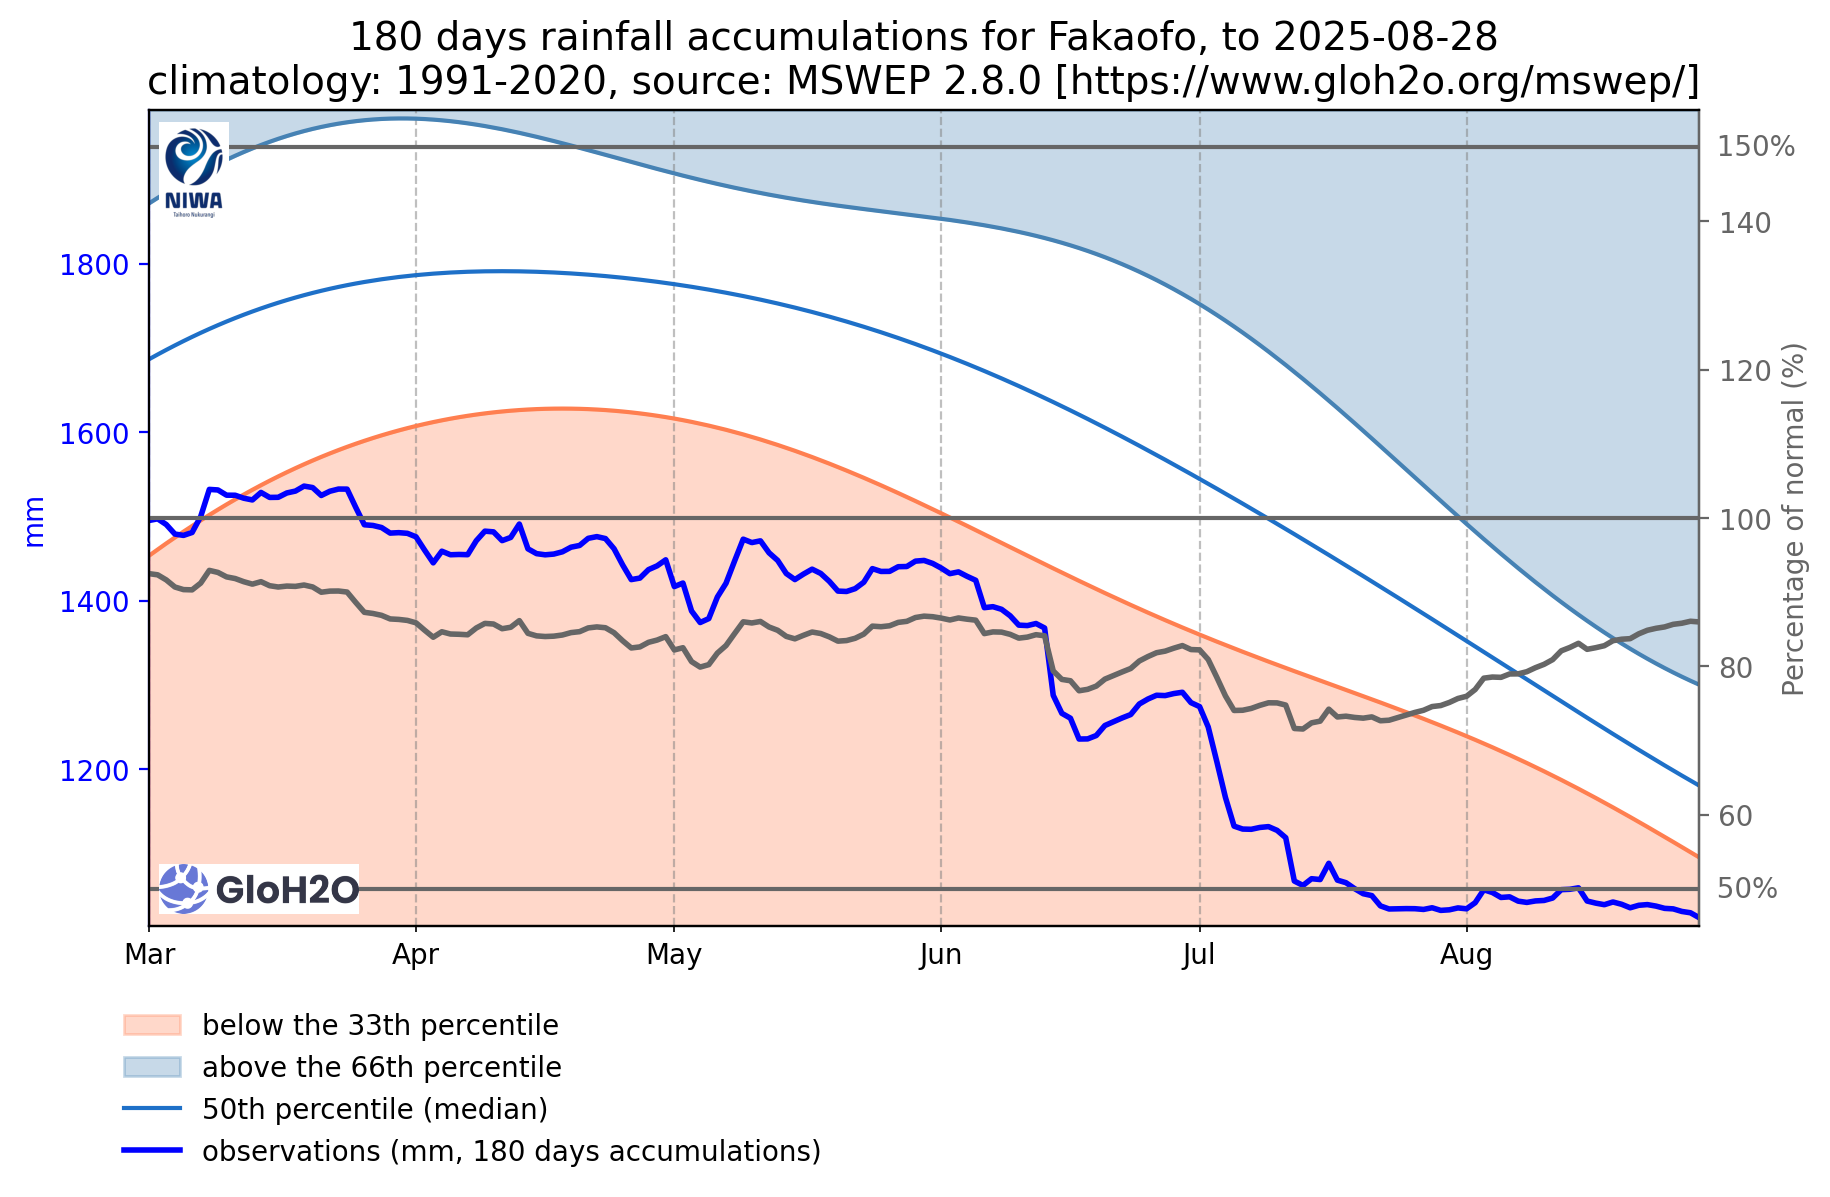 180 days rainfall accumulations for Fakaofo, to 2025-08-28
climatology: 1991-2020, source: MSWEP 2.8.0 [https://www.gloh2o.org/mswep/]
NIWA
Taihoro Nukurangi
150%
140
1800
120
Percentage of normal (%)
1600
mm
100
1400
80
1200
60
GloH2O
50%
Mar
Apr
May
Jun
Jul
Aug
below the 33th percentile
above the 66th percentile
50th percentile (median)
observations (mm, 180 days accumulations)